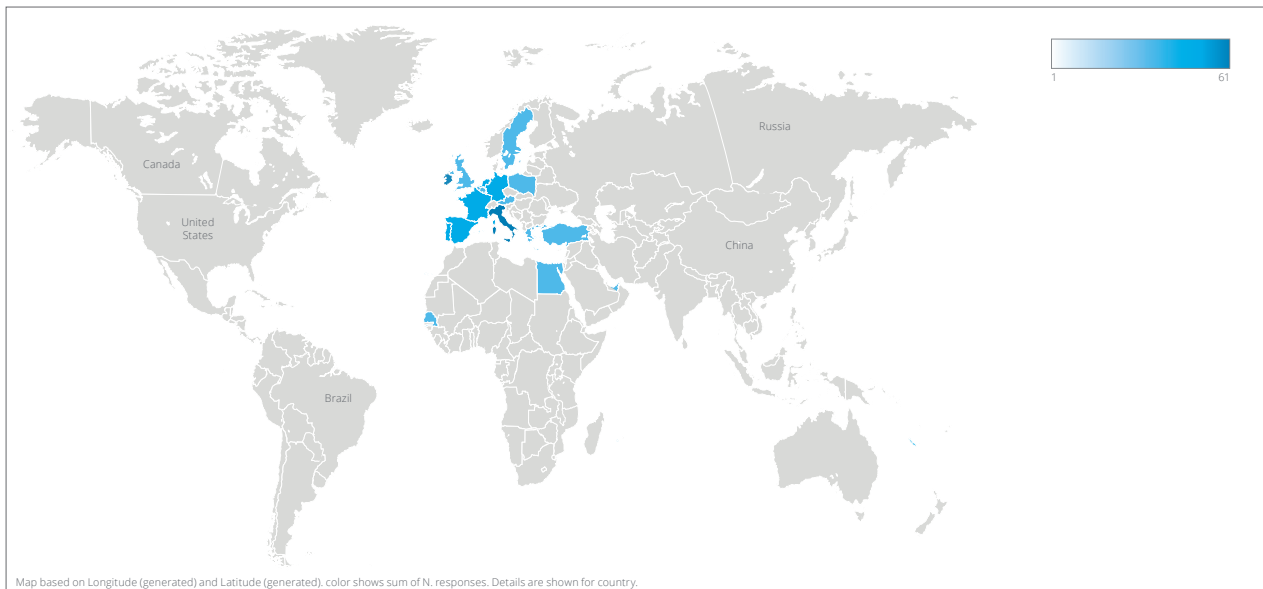 1 61
Russia
Canada
United
States
China
Brazil
Map based on Longitude (generated) and Latitude (generated). color shows sum of N. responses. Details are shown for country.